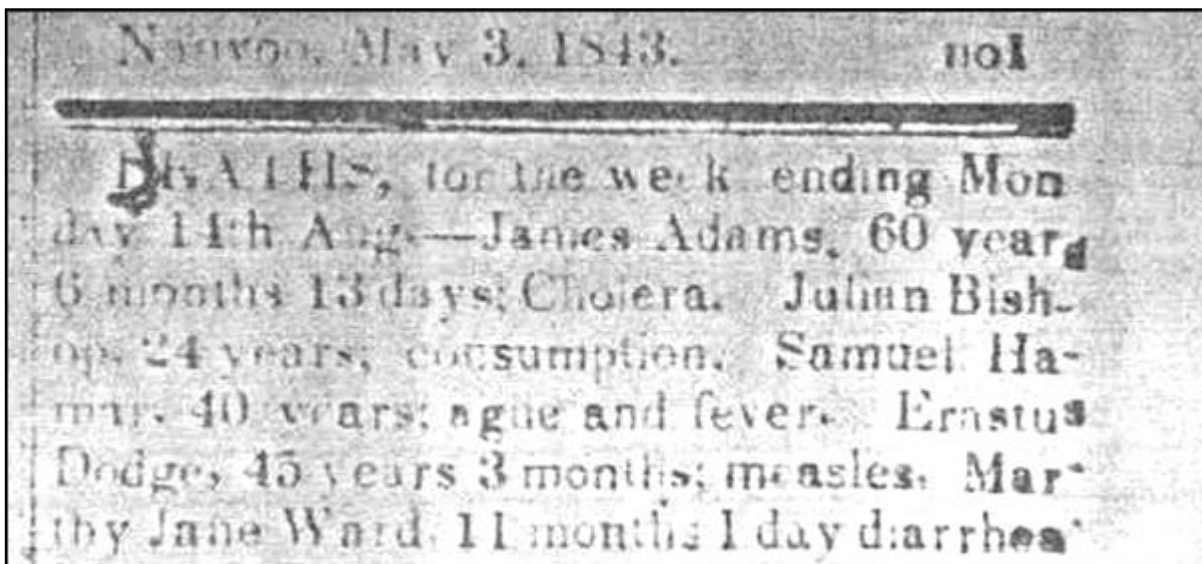 Nauvoo, May 3, 1843. no1
DEATHS, for the week ending Mon
day 14th Aug.—James Adams, 60 years
6 months 13 days; Cholera. Julian Bish-
op, 24 years; consumption. Samuel Ha-
mar, 40 years; ague and fever. Erastus
Dodge, 45 years 3 months; measles. Mar-
thy Jane Ward, 11 months 1 day diarrhea